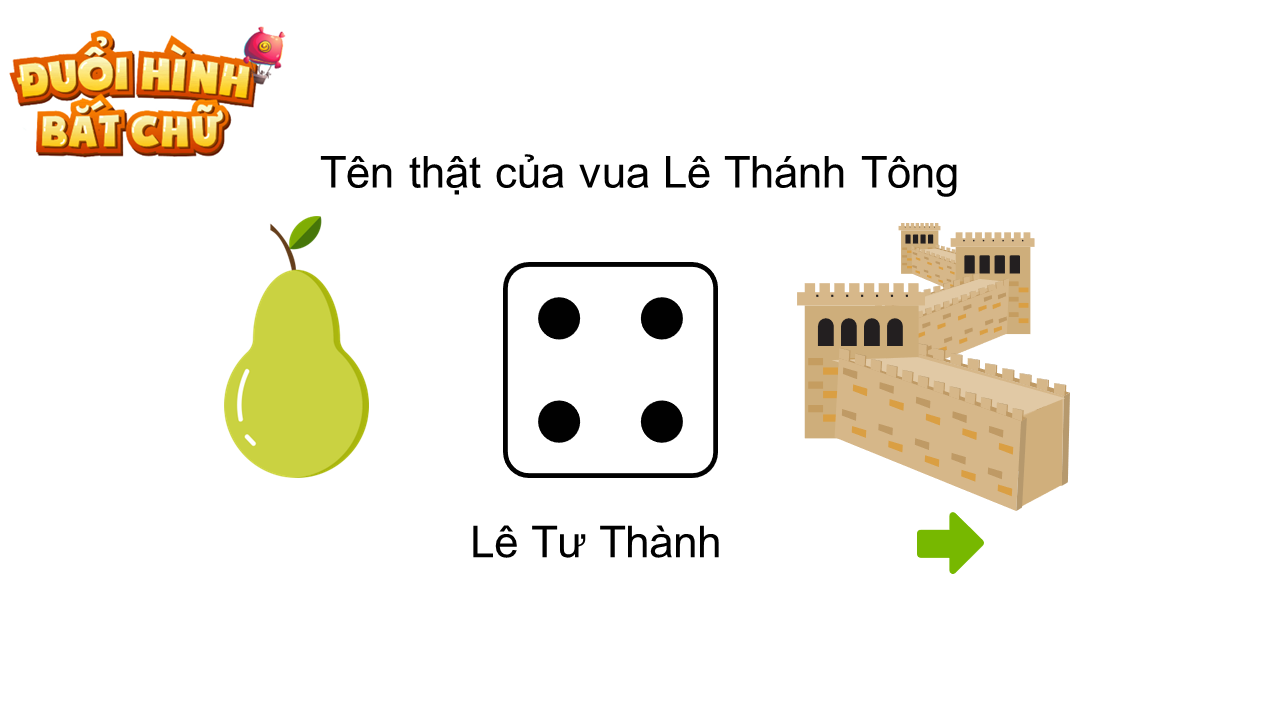 ĐUỔI HÌNH
BẮT CHỮ
Tên thật của vua Lê Thánh Tông
Lê Tư Thành